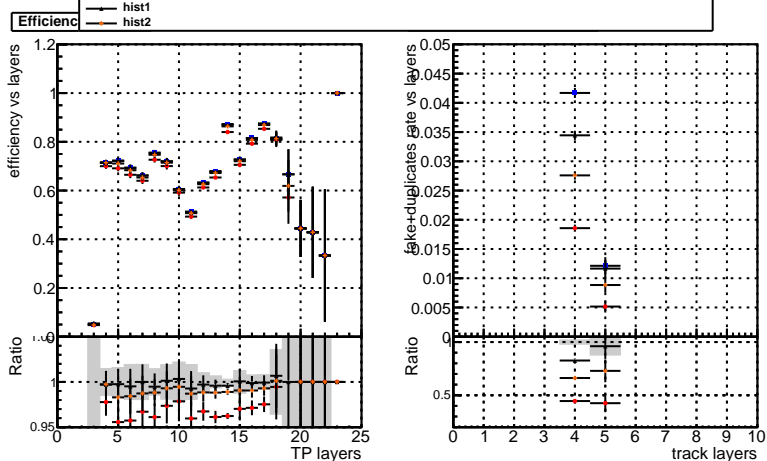 hist1
Efficienc
hist2
efficiency vs layers
1.2
1
0.8
0.6
0.4
0.2
0
Ratio
1
0.95
0 5 10 15 20 25
TP layers
fake+duplicates rate vs layers
0.05
0.045
0.04
0.035
0.03
0.025
0.02
0.015
0.01
0.005
0
Ratio
0.5
0 1 2 3 4 5 6 7 8 9 10
track layers